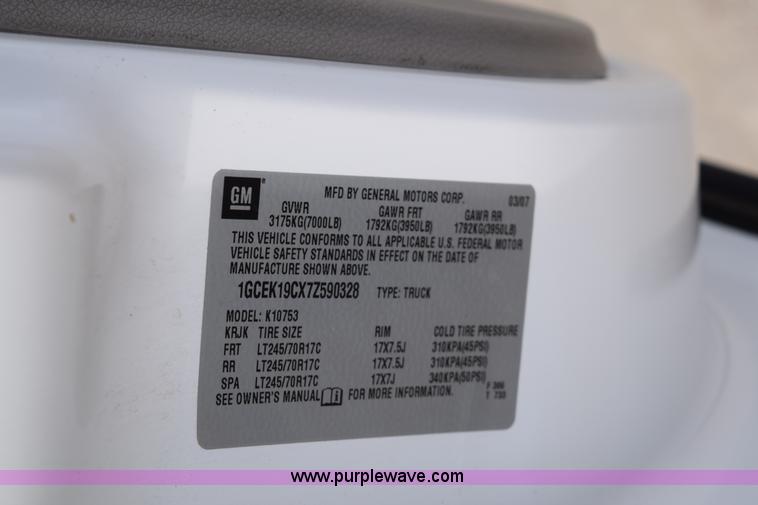 GM ® MFD BY GENERAL MOTORS CORP. 03/07
GVWR GAWR FRT GAWR RR
3175KG(7000LB) 1792KG(3950LB) 1792KG(3950LB)
THIS VEHICLE CONFORMS TO ALL APPLICABLE U.S. FEDERAL MOTOR
VEHICLE SAFETY STANDARDS IN EFFECT ON THE DATE OF
MANUFACTURE SHOWN ABOVE.
1GCEK19CX7Z590328 TYPE: TRUCK
MODEL: K10753
KRJK TIRE SIZE RIM COLD TIRE PRESSURE
FRT LT245/70R17C 17X7.5J 310KPA(45PSI)
RR LT245/70R17C 17X7.5J 310KPA(45PSI)
SPA LT245/70R17C 17X7J 340KPA(50PSI)
SEE OWNER'S MANUAL FOR MORE INFORMATION.
F 386
T 733
www.purplewave.com